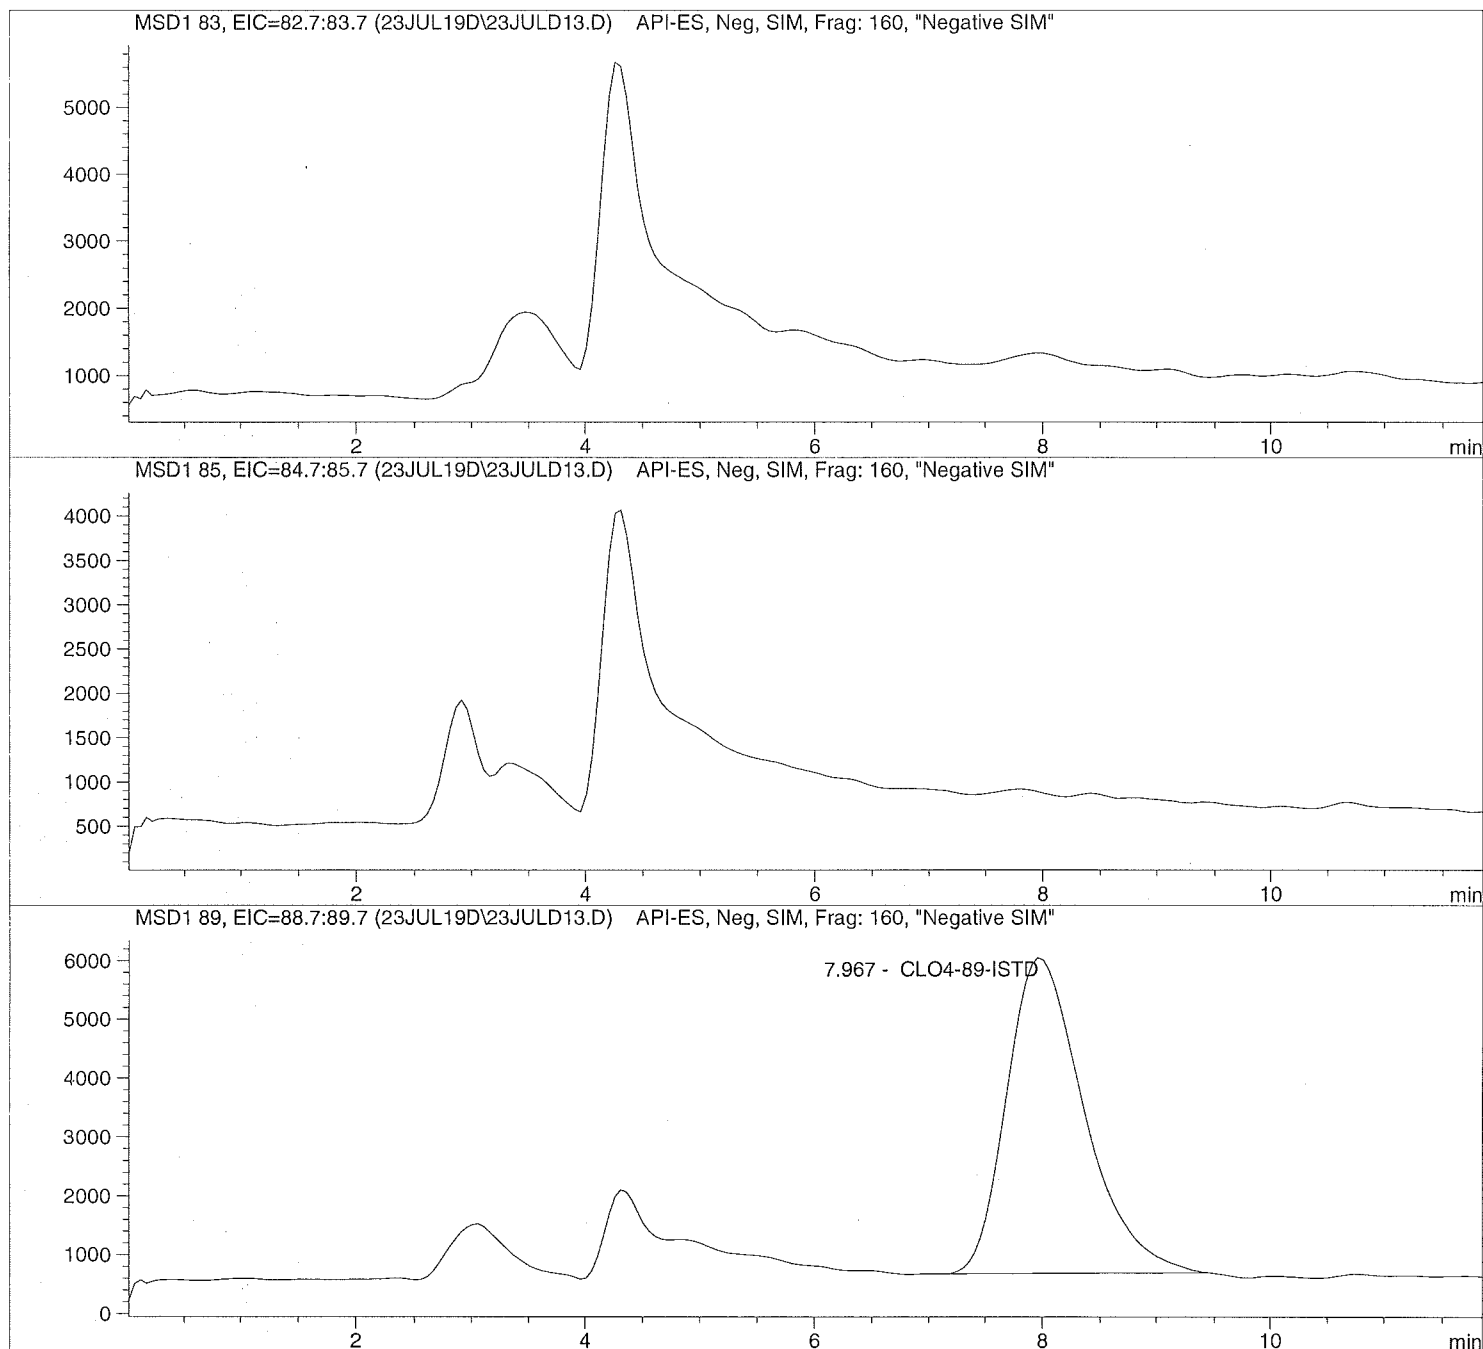 MSD1 83, EIC=82.7:83.7 (23JUL19D\23JULD13.D) API-ES, Neg, SIM, Frag: 160, "Negative SIM"
5000
4000
3000
2000
1000
2 4 6 8 10 min
MSD1 85, EIC=84.7:85.7 (23JUL19D\23JULD13.D) API-ES, Neg, SIM, Frag: 160, "Negative SIM"
4000
3500
3000
2500
2000
1500
1000
500
2 4 6 8 10 min
MSD1 89, EIC=88.7:89.7 (23JUL19D\23JULD13.D) API-ES, Neg, SIM, Frag: 160, "Negative SIM"
7.967 - CLO4-89-ISTD
6000
5000
4000
3000
2000
1000
0
2 4 6 8 10 min